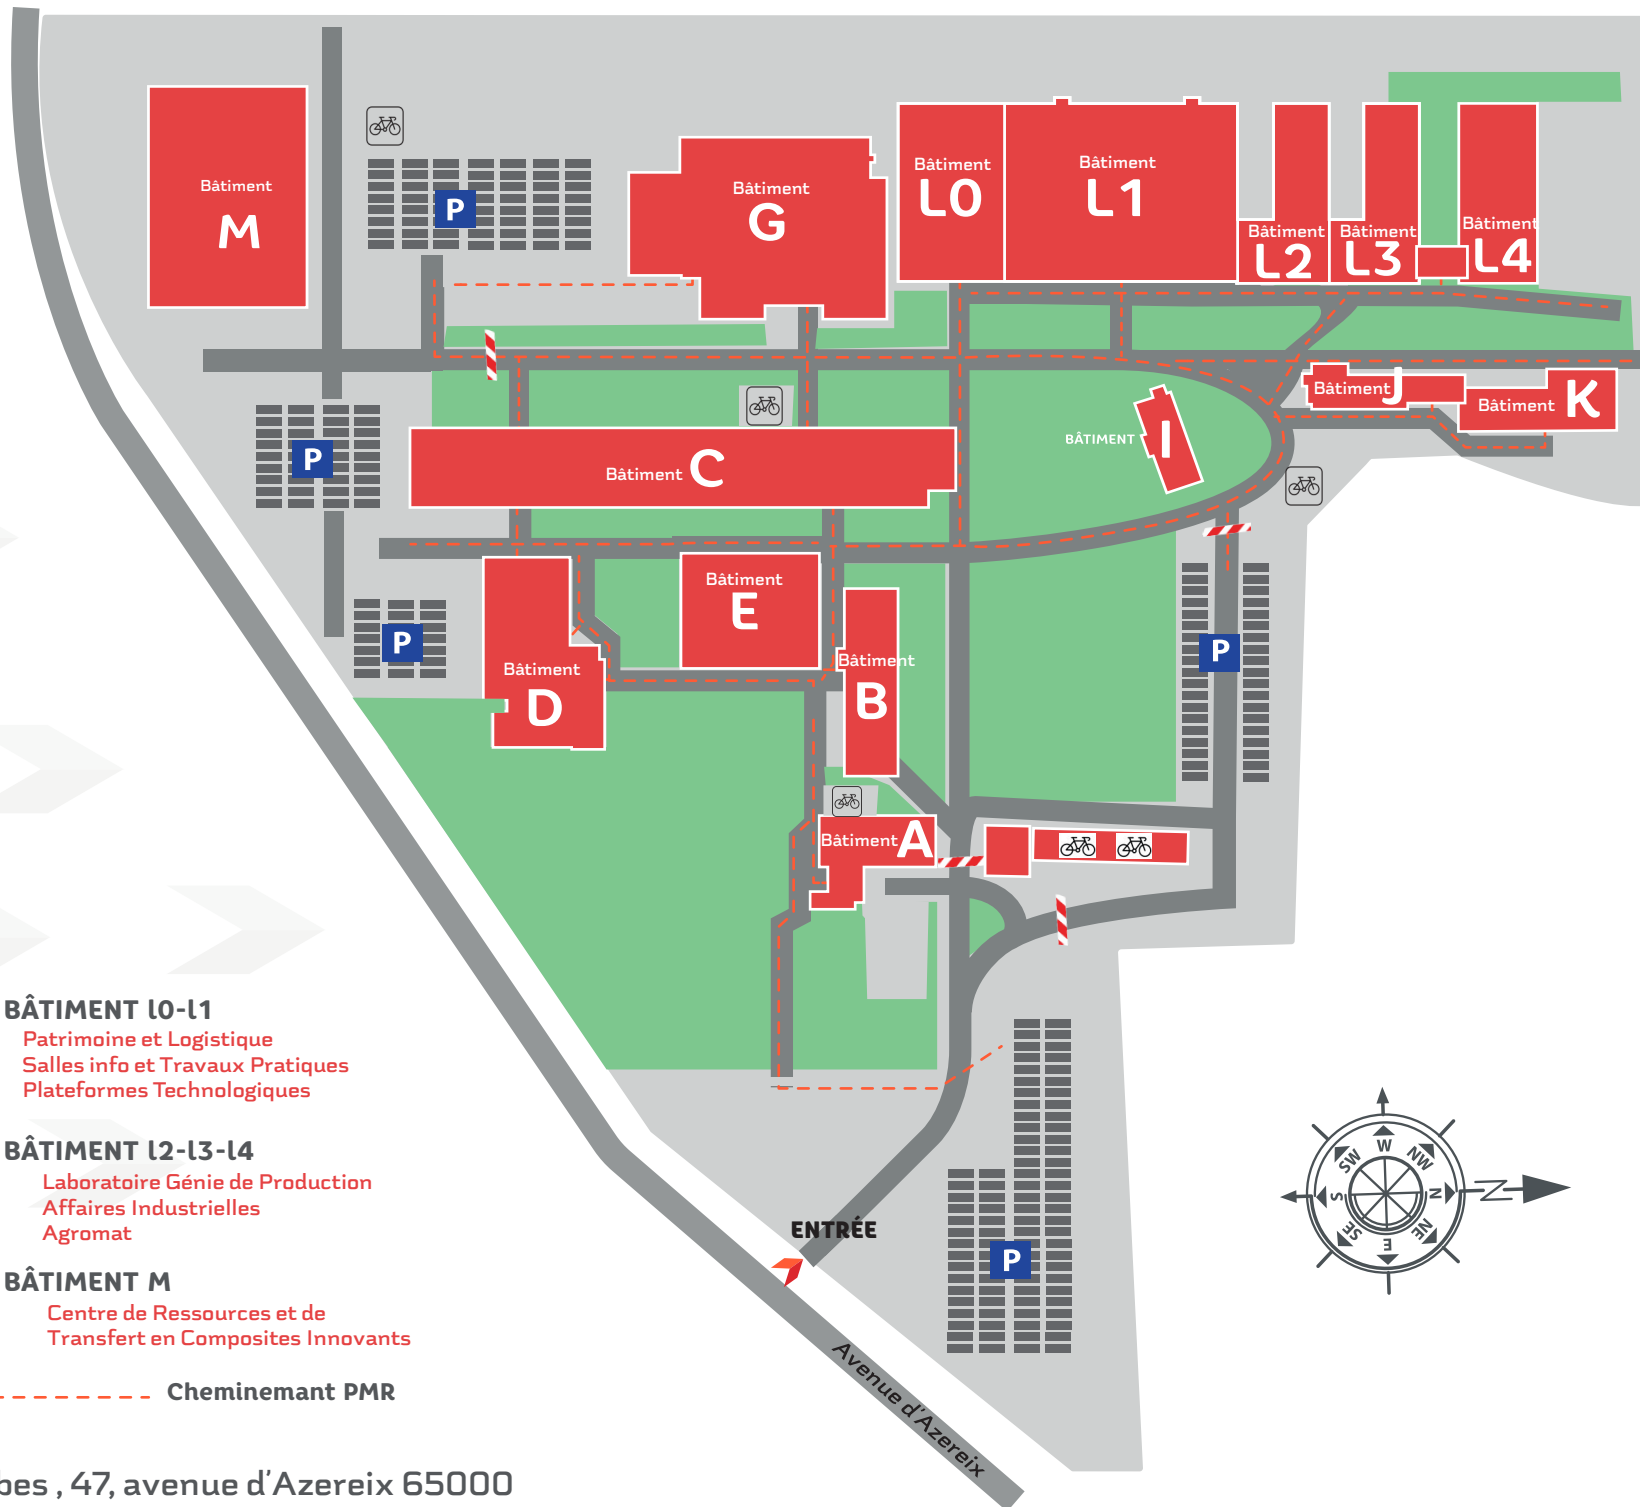 Bâtiment
M
P
Bâtiment
G
Bâtiment
L0
Bâtiment
L1
Bâtiment
L2
Bâtiment
L3
Bâtiment
L4
Bâtiment J
Bâtiment K
BÂTIMENT I
P
Bâtiment C
P
Bâtiment
E
Bâtiment
D
Bâtiment
B
P
Bâtiment A
BÂTIMENT l0-l1
Patrimoine et Logistique
Salles info et Travaux Pratiques
Plateformes Technologiques
BÂTIMENT l2-l3-l4
Laboratoire Génie de Production
Affaires Industrielles
Agromat
BÂTIMENT M
Centre de Ressources et de
Transfert en Composites Innovants
Cheminemant PMR
ENTRÉE
P
Avenue d'Azereix
W
NW
N
NE
E
SE
S
SW
N
bes , 47, avenue d'Azereix 65000